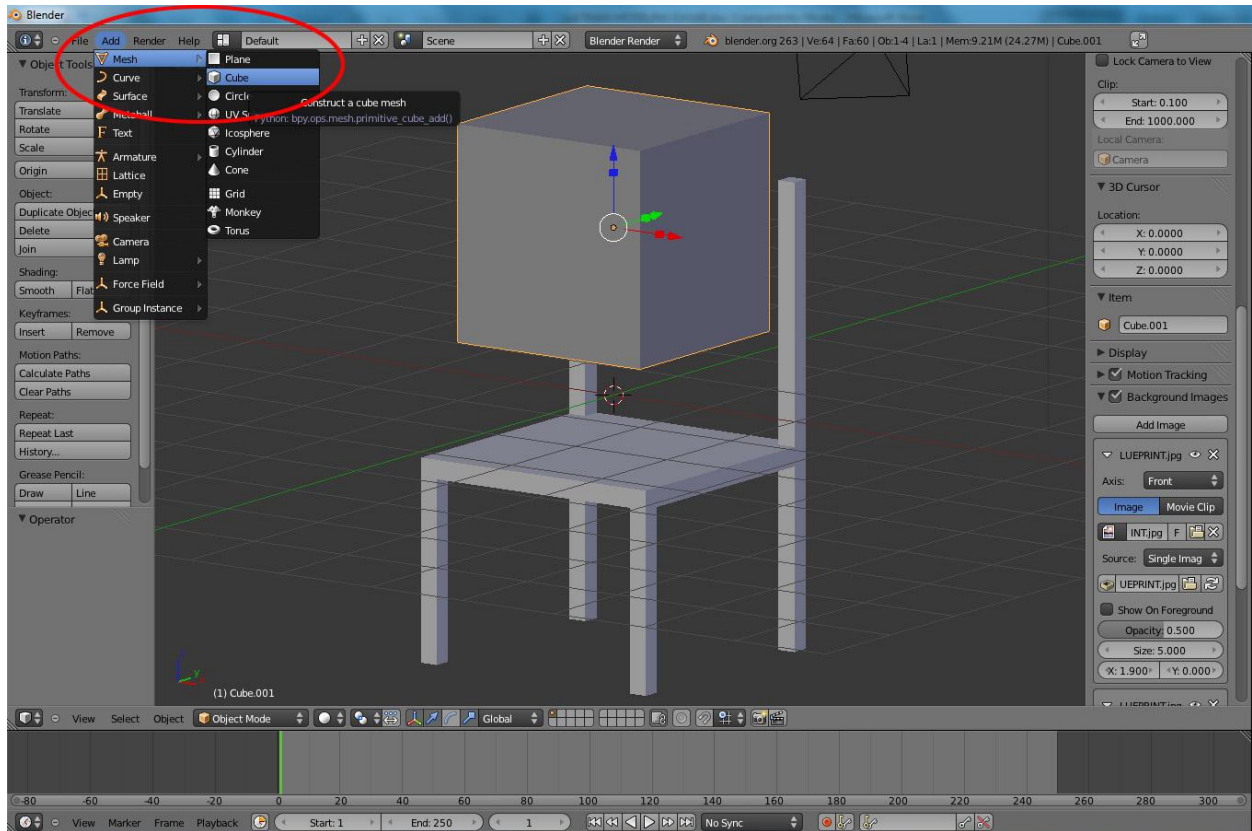 Blender
File Add Render Help Default Scene Blender Render blender.org 263 | Ve:64 | Fa:60 | Ob:1-4 | La:1 | Mem:9.21M (24.27M) | Cube.001
Object Tools
Transform:
Translate
Rotate
Scale
Origin
Object:
Duplicate Objec
Delete
Join
Shading:
Smooth Flat
Keyframes:
Insert Remove
Motion Paths:
Calculate Paths
Clear Paths
Repeat:
Repeat Last
History...
Grease Pencil:
Draw Line
Operator
Mesh
Curve
Surface
Metaball
Text
Armature
Lattice
Empty
Speaker
Camera
Lamp
Force Field
Group Instance
Plane
Cube
Circle
UV S
Icosphere
Cylinder
Cone
Grid
Monkey
Torus
Construct a cube mesh
Python: bpy.ops.mesh.primitive_cube_add()
z
y
(1) Cube.001
Lock Camera to View
Clip:
Start: 0.100
End: 1000.000
Local Camera:
Camera
3D Cursor
Location:
X: 0.0000
Y: 0.0000
Z: 0.0000
Item
Cube.001
Display
Motion Tracking
Background Images
Add Image
LUEPRINT.jpg
Axis: Front
Image Movie Clip
INT.jpg F
Source: Single Imag
UEPRINT.jpg
Show On Foreground
Opacity: 0.500
Size: 5.000
X: 1.900 Y: 0.000
View Select Object Object Mode Global
-80 -60 -40 -20 0 20 40 60 80 100 120 140 160 180 200 220 240 260 280 300
View Marker Frame Playback Start: 1 End: 250 1 No Sync